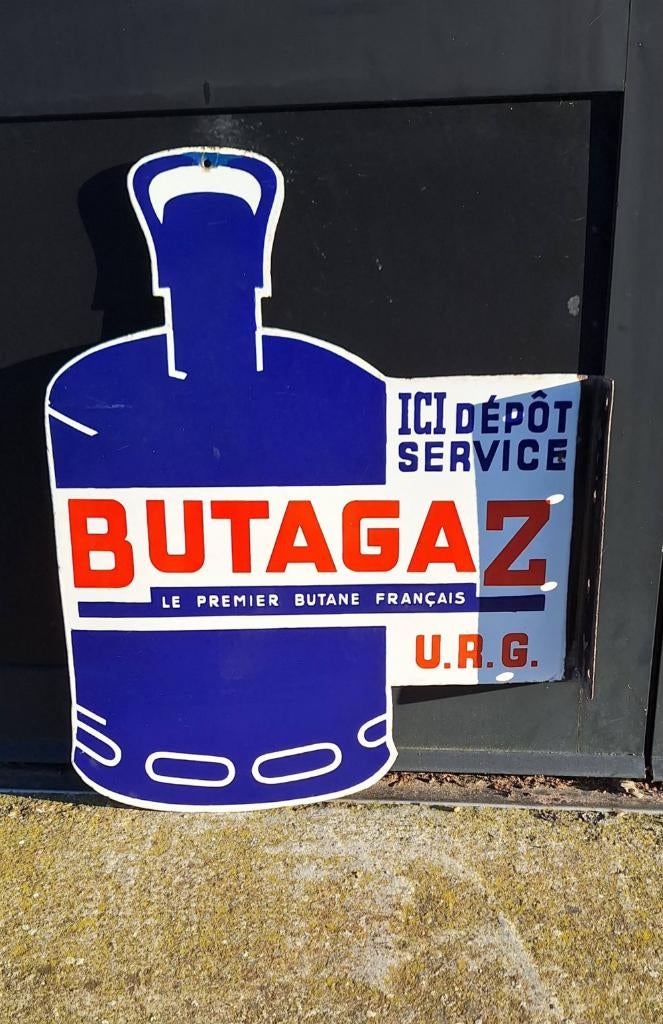 ICI DÉPÔT
SERVICE
BUTAGAZ
LE PREMIER BUTANE FRANÇAIS
U.R.G.